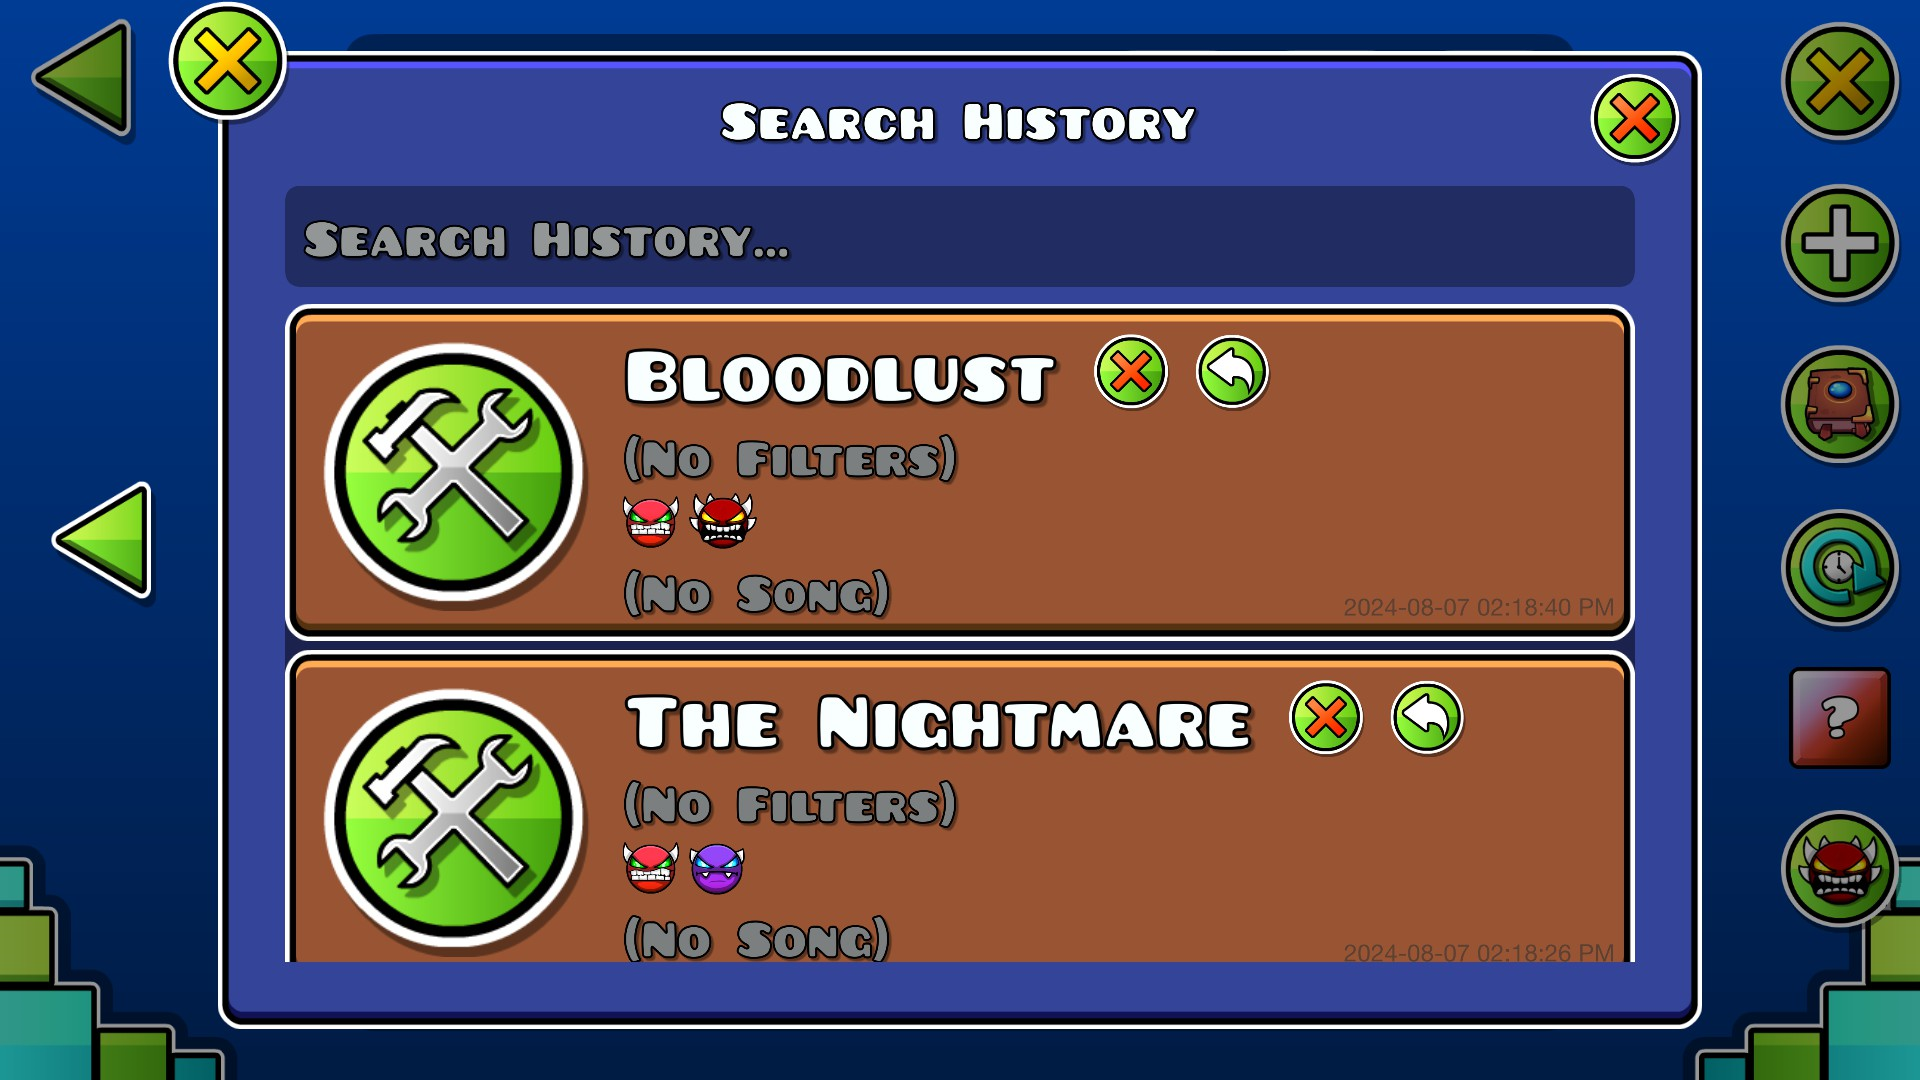 Search History
Search History...
Bloodlust
(No Filters)
(No Song)
2024-08-07 02:18:40 PM
The Nightmare
(No Filters)
(No Song)
2024-08-07 02:18:26 PM
?